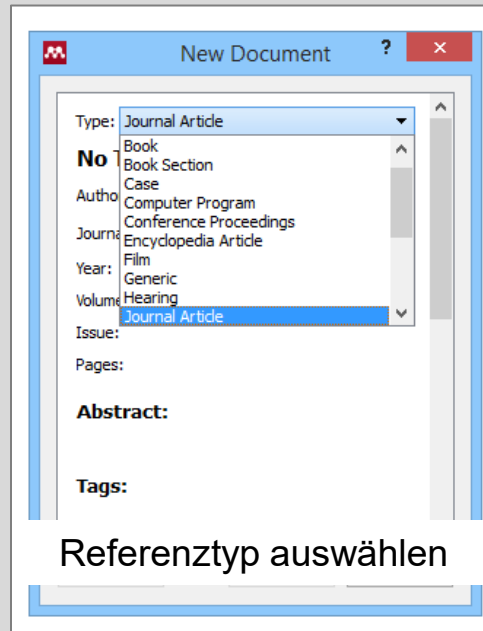 New Document ?
Type: Journal Article
No T
Book
Book Section
Autho
Case
Computer Program
Journa
Conference Proceedings
Encyclopedia Article
Year:
Film
Generic
Volume
Hearing
Journal Article
Issue:
Pages:
Abstract:
Tags:
Referenztyp auswählen